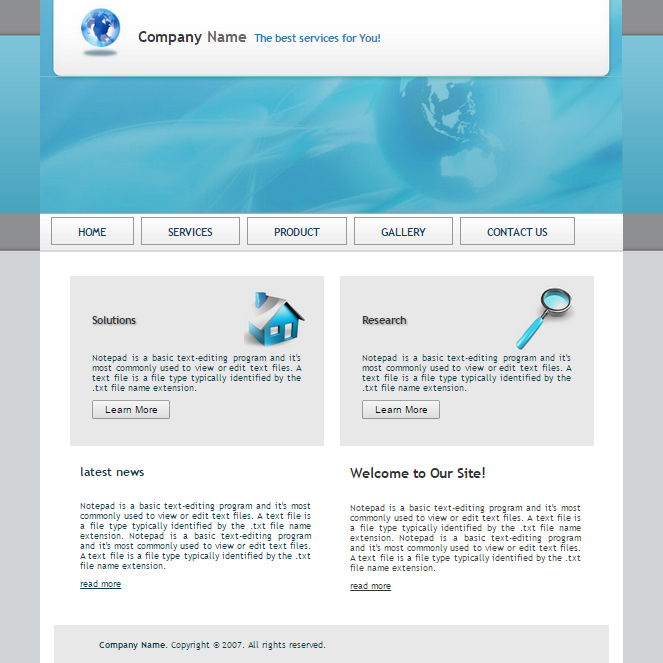 Company Name The best services for You!
HOME SERVICES PRODUCT GALLERY CONTACT US
Solutions
Notepad is a basic text-editing program and it's
most commonly used to view or edit text files. A
text file is a file type typically identified by the
.txt file name extension.
Learn More
Research
Notepad is a basic text-editing program and it's
most commonly used to view or edit text files. A
text file is a file type typically identified by the
.txt file name extension.
Learn More
latest news
Notepad is a basic text-editing program and it's most
commonly used to view or edit text files. A text file is
a file type typically identified by the .txt file name
extension. Notepad is a basic text-editing program
and it's most commonly used to view or edit text files.
A text file is a file type typically identified by the .txt
file name extension.
read more
Welcome to Our Site!
Notepad is a basic text-editing program and it's most
commonly used to view or edit text files. A text file is
a file type typically identified by the .txt file name
extension. Notepad is a basic text-editing program
and it's most commonly used to view or edit text files.
A text file is a file type typically identified by the .txt
file name extension.
read more
Company Name. Copyright © 2007. All rights reserved.